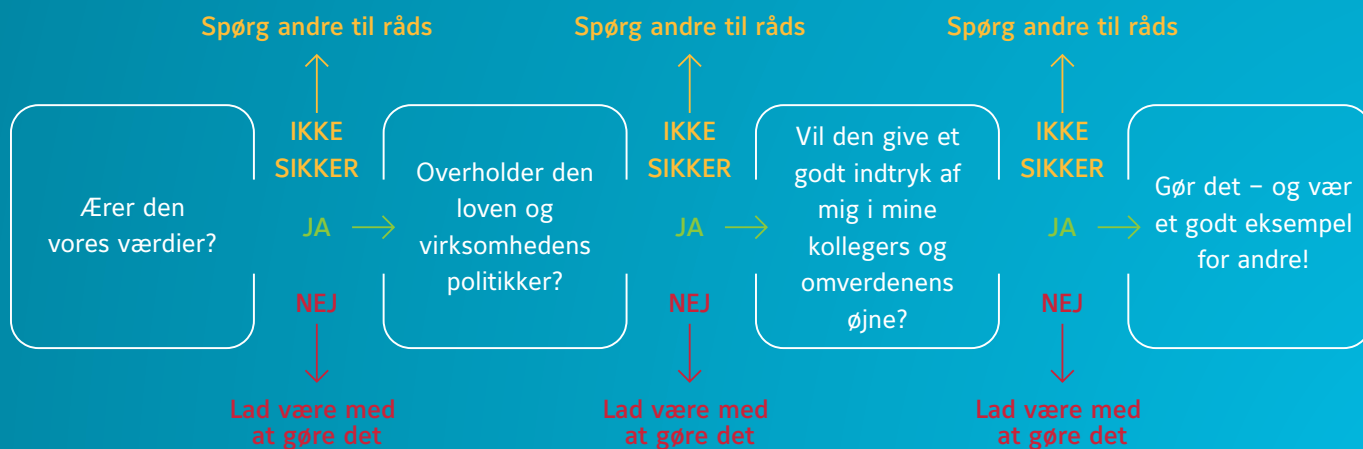 Spørg andre til råds
Spørg andre til råds
Spørg andre til råds
Ærer den
vores værdier?
IKKE
SIKKER
JA
NEJ
Lad være med
at gøre det
Overholder den
loven og
virksomhedens
politikker?
IKKE
SIKKER
JA
NEJ
Lad være med
at gøre det
Vil den give et
godt indtryk af
mig i mine
kollegers og
omverdenens
øjne?
IKKE
SIKKER
JA
NEJ
Lad være med
at gøre det
Gør det – og vær
et godt eksempel
for andre!